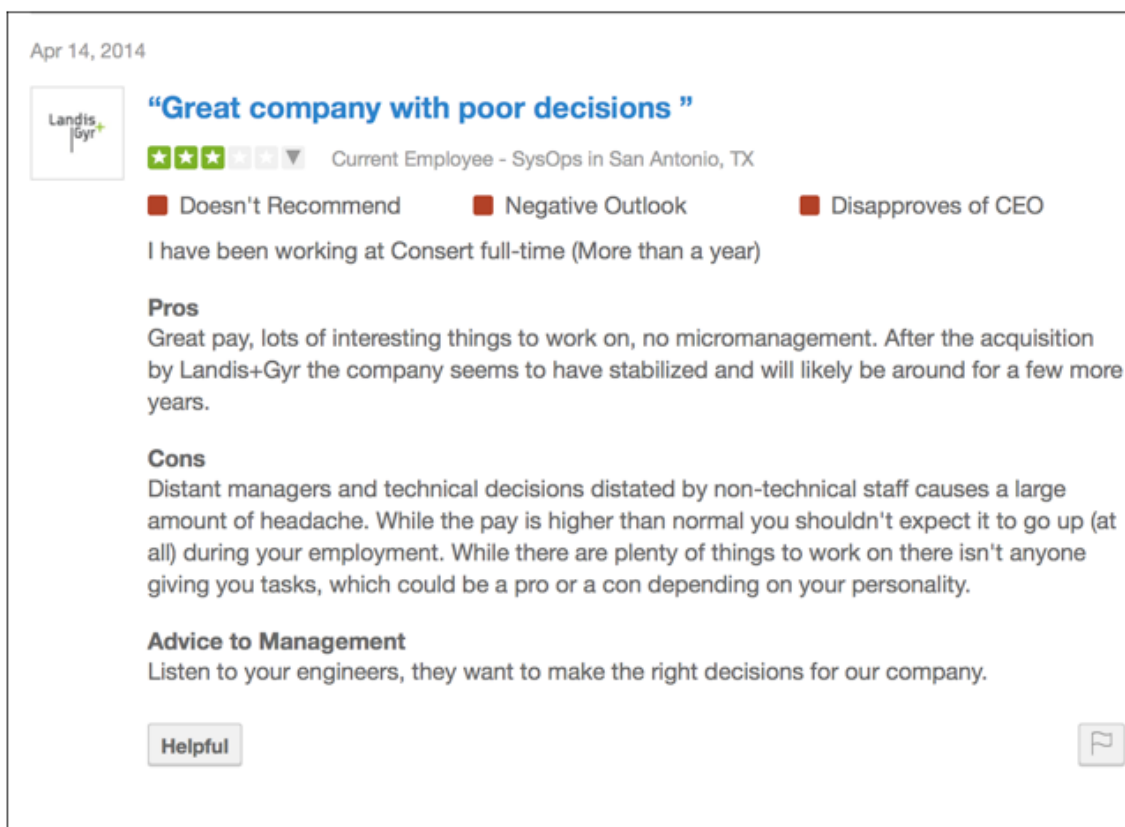 Apr 14, 2014
Landis+
Gyr
“Great company with poor decisions ”
Current Employee - SysOps in San Antonio, TX
Doesn't Recommend Negative Outlook Disapproves of CEO
I have been working at Consert full-time (More than a year)
Pros
Great pay, lots of interesting things to work on, no micromanagement. After the acquisition
by Landis+Gyr the company seems to have stabilized and will likely be around for a few more
years.
Cons
Distant managers and technical decisions distated by non-technical staff causes a large
amount of headache. While the pay is higher than normal you shouldn't expect it to go up (at
all) during your employment. While there are plenty of things to work on there isn't anyone
giving you tasks, which could be a pro or a con depending on your personality.
Advice to Management
Listen to your engineers, they want to make the right decisions for our company.
Helpful